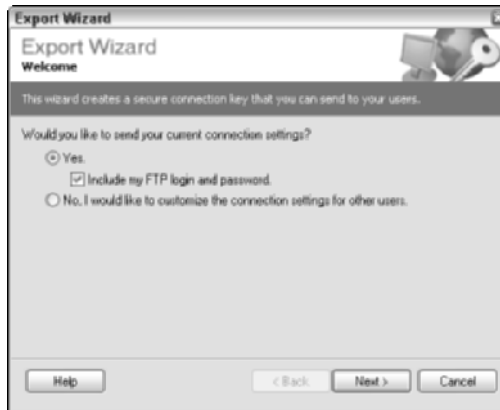 Export Wizard
Export Wizard
Welcome
This wizard creates a secure connection key that you can send to your users.
Would you like to send your current connection settings?
Yes.
Include my FTP login and password.
No, I would like to customize the connection settings for other users.
Help
< Back
Next >
Cancel